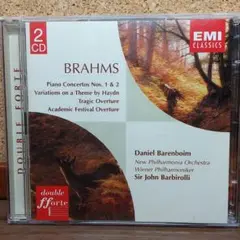 2
CD
DOUBLE FORTE
EMI
CLASSICS
BRAHMS
Piano Concertos Nos. 1 & 2
Variations on a Theme by Haydn
Tragic Overture
Academic Festival Overture
Daniel Barenboim
New Philharmonia Orchestra
Wiener Philharmoniker
Sir John Barbirolli
double
fforte